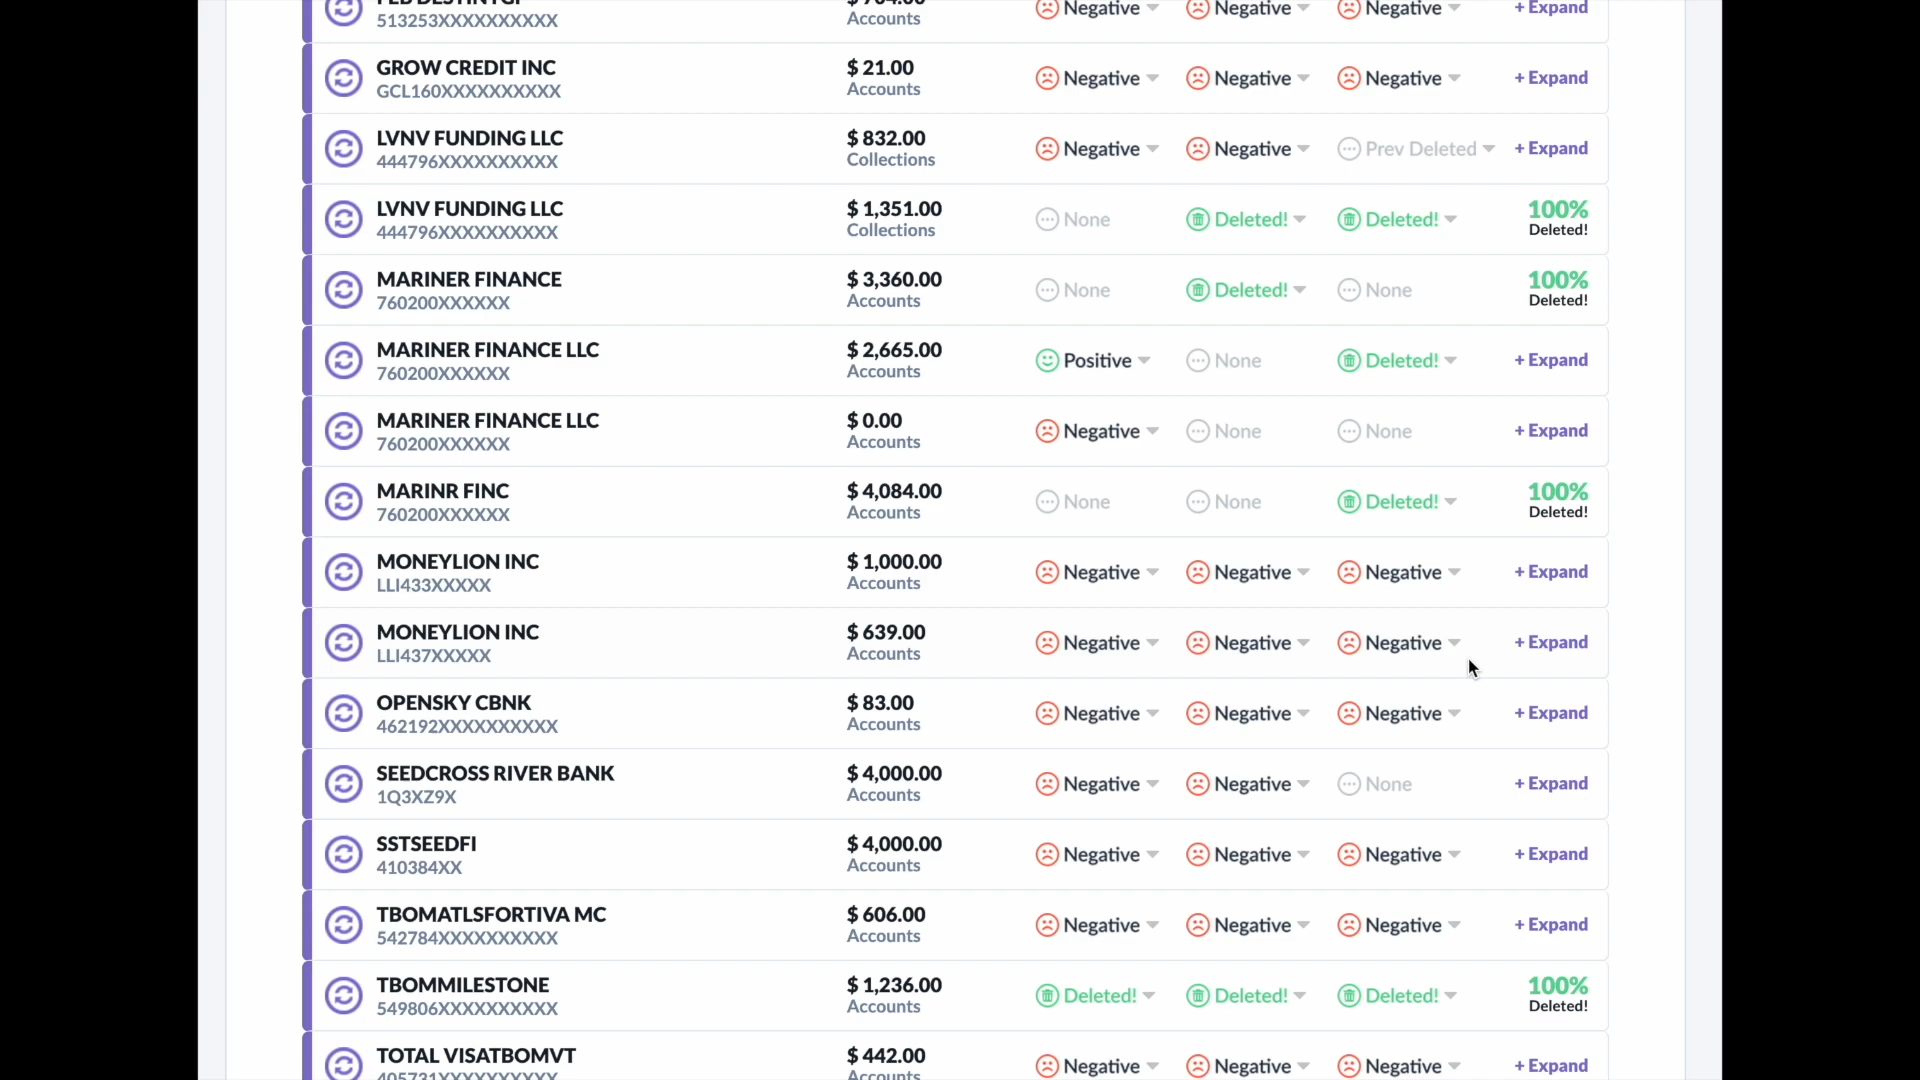 513253XXXXXXXXXX Accounts Negative Negative Negative + Expand
GROW CREDIT INC $ 21.00
GCL160XXXXXXXXXX Accounts Negative Negative Negative + Expand
LVNV FUNDING LLC $ 832.00
444796XXXXXXXXXX Collections Negative Negative Prev Deleted + Expand
LVNV FUNDING LLC $ 1,351.00 100%
444796XXXXXXXXXX Collections None Deleted! Deleted! Deleted!
MARINER FINANCE $ 3,360.00 100%
760200XXXXXX Accounts None Deleted! None Deleted!
MARINER FINANCE LLC $ 2,665.00
760200XXXXXX Accounts Positive None Deleted! + Expand
MARINER FINANCE LLC $ 0.00
760200XXXXXX Accounts Negative None None + Expand
MARINR FINC $ 4,084.00 100%
760200XXXXXX Accounts None None Deleted! Deleted!
MONEYLION INC $ 1,000.00
LLI433XXXXX Accounts Negative Negative Negative + Expand
MONEYLION INC $ 639.00
LLI437XXXXX Accounts Negative Negative Negative + Expand
OPENSKY CBNK $ 83.00
462192XXXXXXXXXX Accounts Negative Negative Negative + Expand
SEEDCROSS RIVER BANK $ 4,000.00
1Q3XZ9X Accounts Negative Negative None + Expand
SSTSEEDFI $ 4,000.00
410384XX Accounts Negative Negative Negative + Expand
TBOMATLSFORTIVA MC $ 606.00
542784XXXXXXXXXX Accounts Negative Negative Negative + Expand
TBOMMILESTONE $ 1,236.00 100%
549806XXXXXXXXXX Accounts Deleted! Deleted! Deleted! Deleted!
TOTAL VISATBOMVT $ 442.00
Accounts Negative Negative Negative + Expand